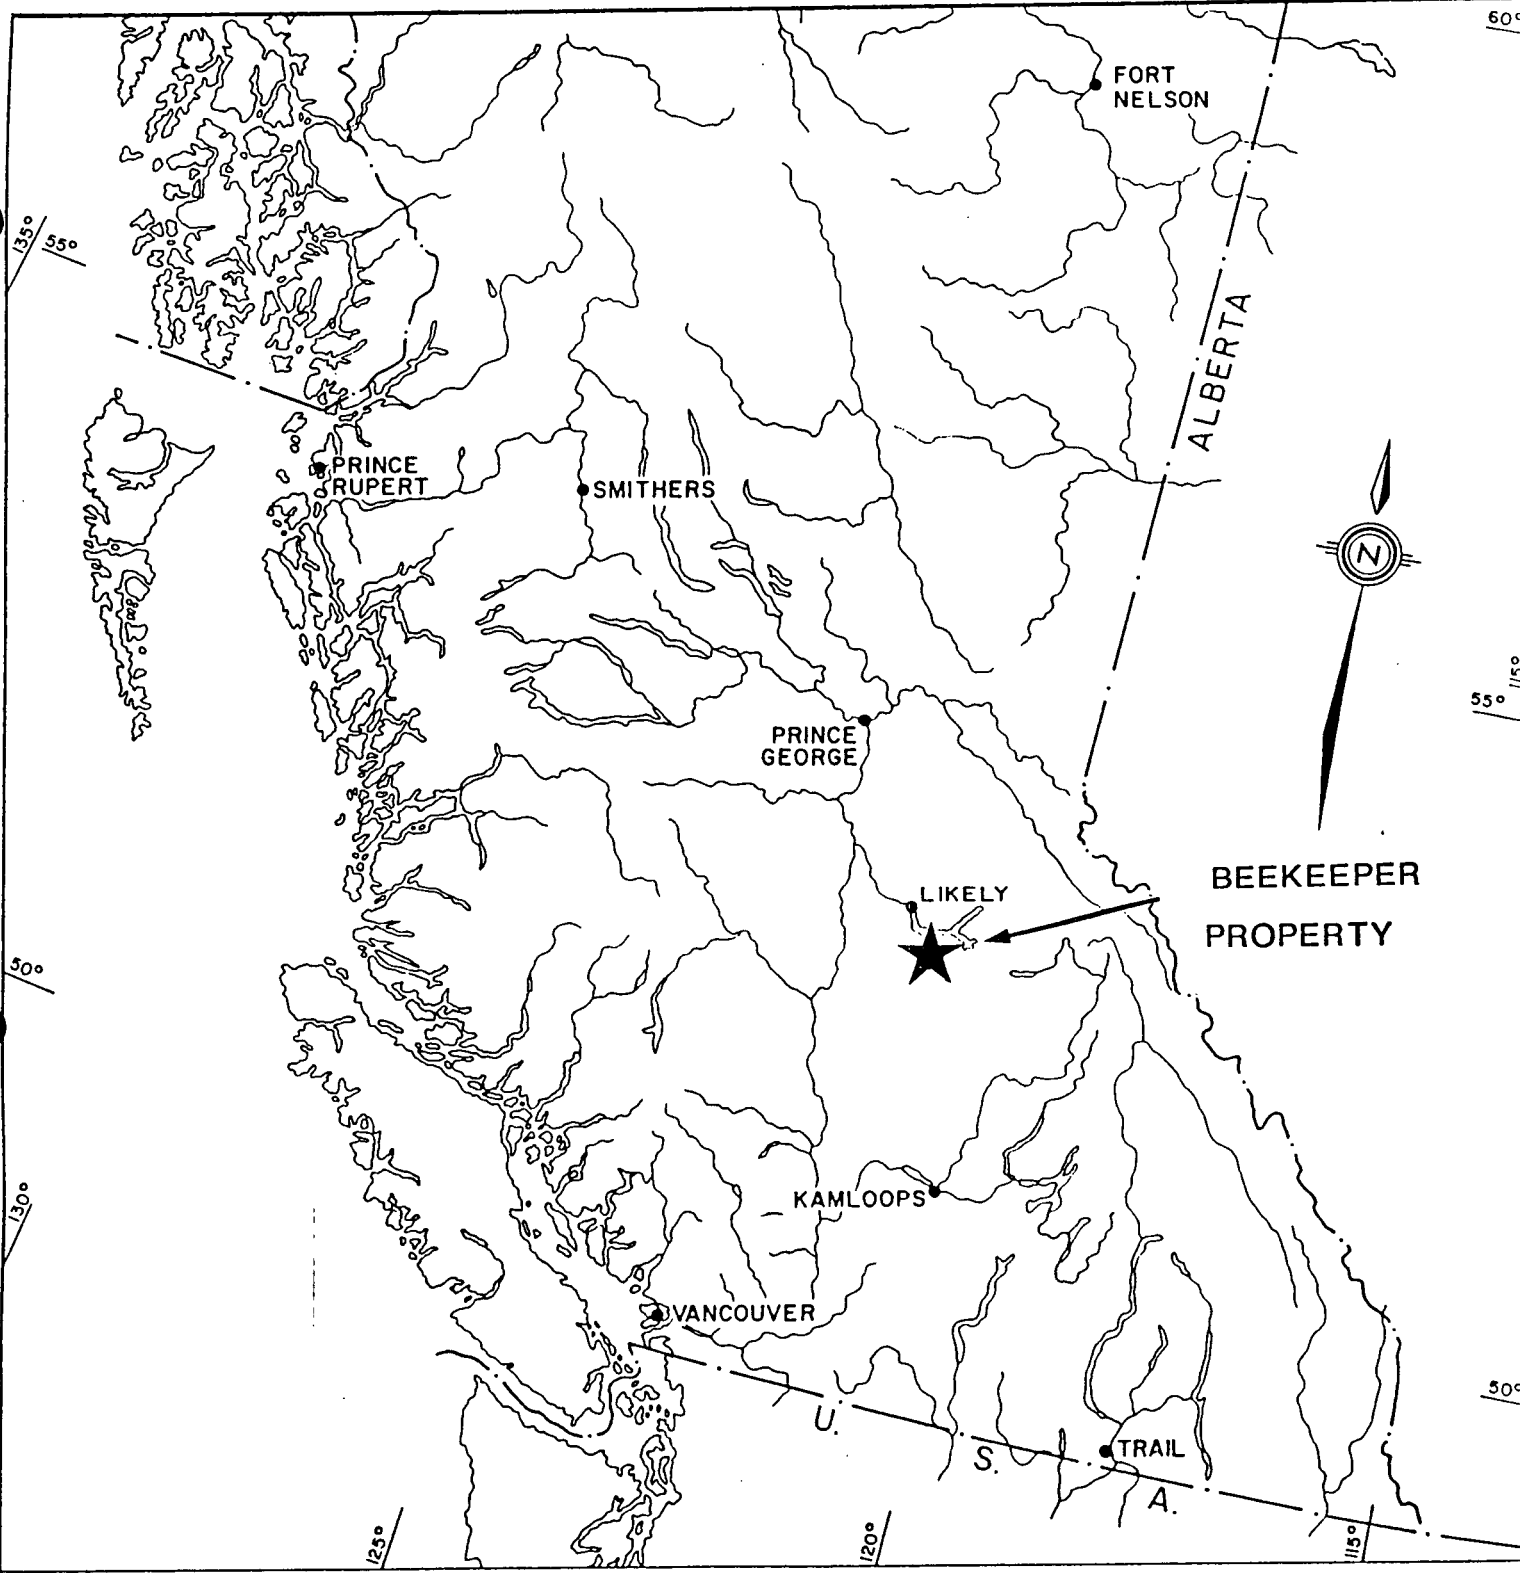 60°
FORT
NELSON
135°
55°
ALBERTA
PRINCE
RUPERT
SMITHERS
N
115°
55°
PRINCE
GEORGE
BEEKEEPER
PROPERTY
LIKELY
50°
130°
KAMLOOPS
VANCOUVER
50°
U.
S.
A.
TRAIL
125°
120°
115°